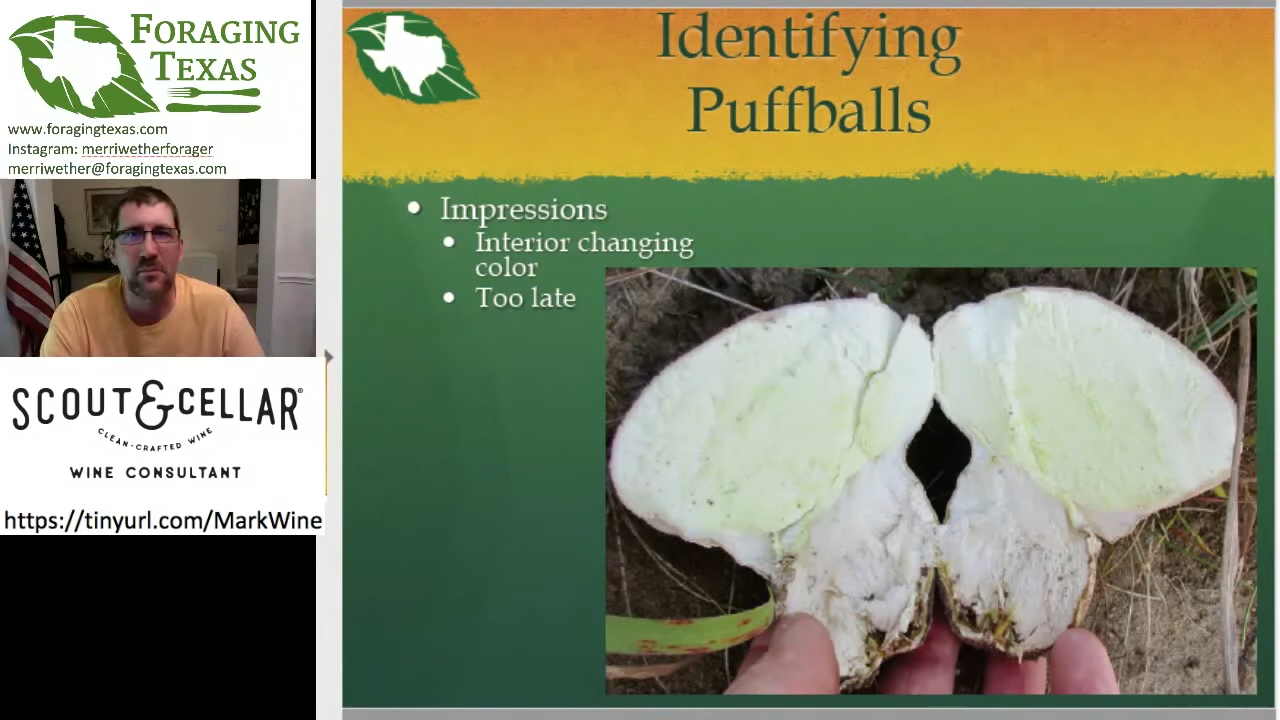 FORAGING
TEXAS
www.foragingtexas.com
Instagram: merriwetherforager
merriwether@foragingtexas.com
SCOUT & CELLAR®
CLEAN-CRAFTED WINE
WINE CONSULTANT
https://tinyurl.com/MarkWine
Identifying
Puffballs
• Impressions
• Interior changing
color
• Too late